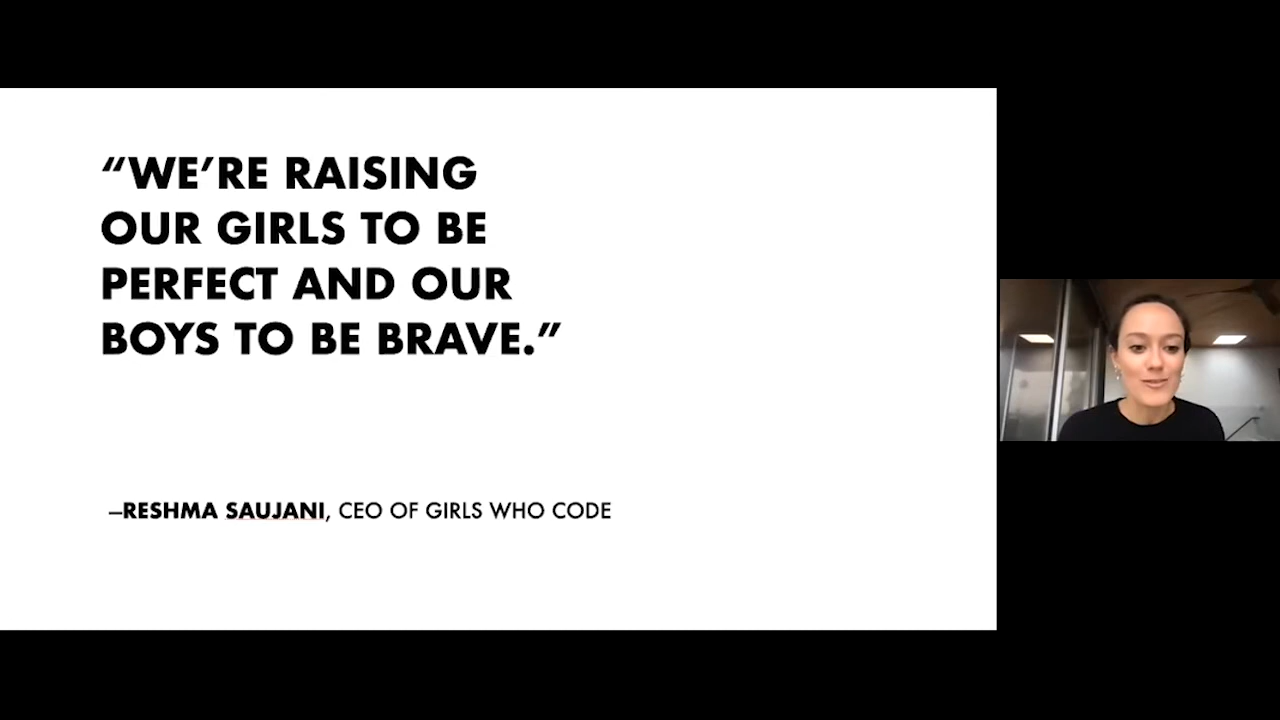 “WE’RE RAISING
OUR GIRLS TO BE
PERFECT AND OUR
BOYS TO BE BRAVE.”
–RESHMA SAUJANI, CEO OF GIRLS WHO CODE